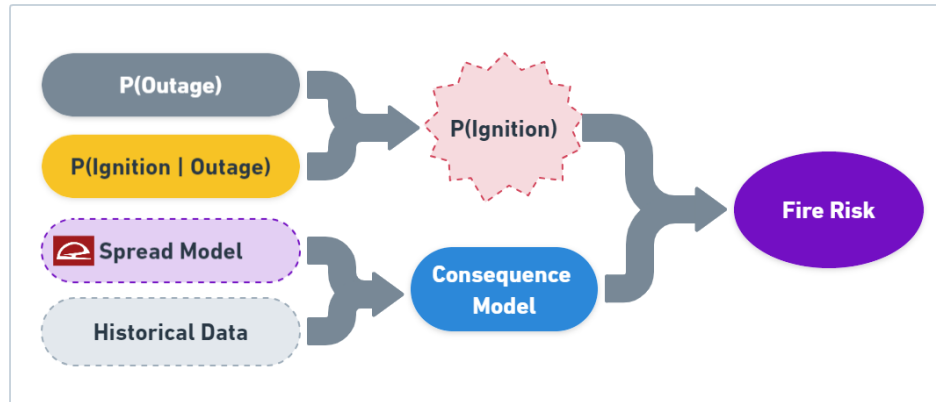 P(Outage)
P(Ignition | Outage)
P(Ignition)
Spread Model
Historical Data
Consequence
Model
Fire Risk